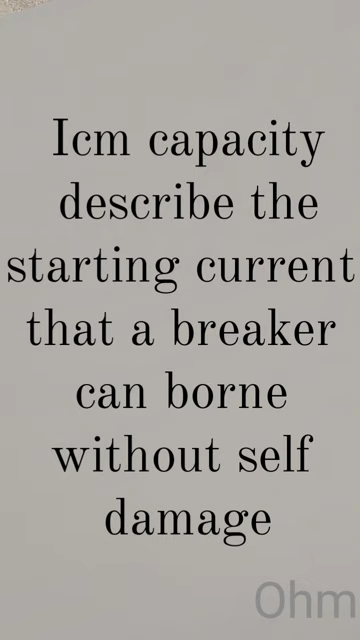 Icm capacity
describe the
starting current
that a breaker
can borne
without self
damage
Ohm